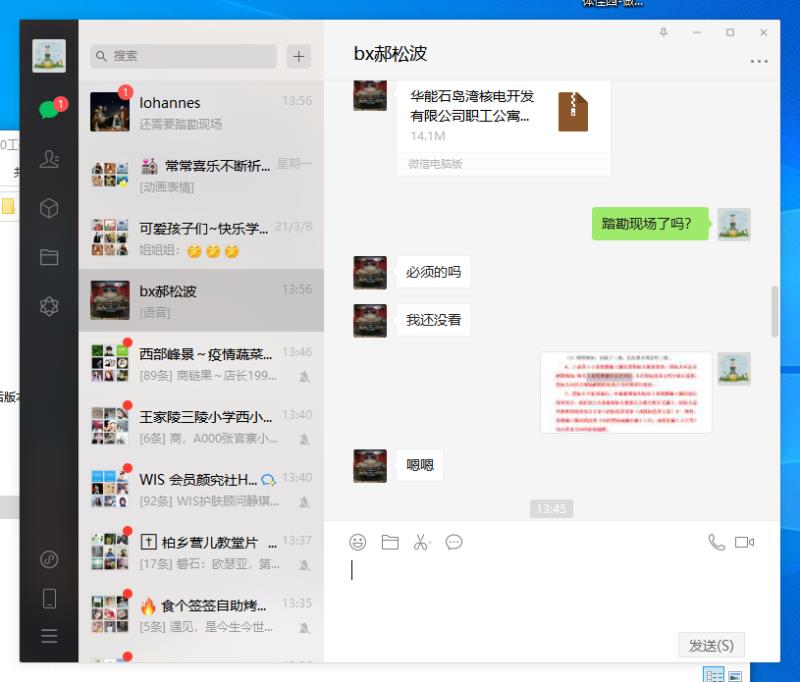 体佳园-做...
搜索
1
1
Iohannes
13:56
还需要踏勘现场
常常喜乐不断祈...
星期一
[动画表情]
可爱孩子们~快乐学...
21/3/8
姐姐姐:
bx郝松波
13:56
[语音]
西部峰景～疫情蔬菜...
13:46
[89条] 商链果～店长199...
王家陵三陵小学西小...
13:40
[6条] 商，A000张官寨小...
WIS 会员颜究社H...
13:40
[92条] WIS护肤顾问静琪...
柏乡营儿教堂片 ...
13:37
[17条] 磐石：欧瑟亚，第...
食个签签自助烤...
13:35
[5条] 遇见，是今生今世...
bx郝松波
华能石岛湾核电开发
有限公司职工公寓...
14.1M
微信电脑版
踏勘现场了吗？
必须的吗
我还没看
嗯嗯
13:45
发送(S)